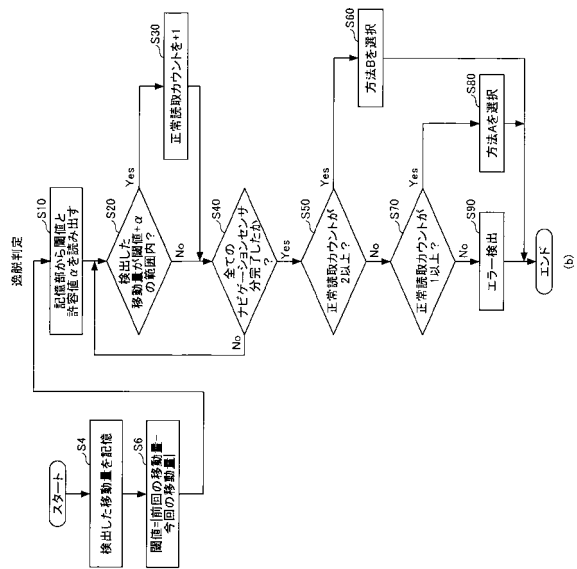 スタート
S4
検出した移動量を記憶
S6
閾値=|前回の移動量-
今回の移動量|
逸脱判定
S10
記憶部から閾値と
許容値αを読み出す
S20
検出した
移動量が閾値+α
の範囲内?
Yes
No
S30
正常読取カウントを+1
S40
全ての
ナビゲーションセンサ
分完了したか
?
No
Yes
S50
正常読取カウントが
2以上?
Yes
No
S60
方法Bを選択
S70
正常読取カウントが
1以上?
Yes
No
S80
方法Aを選択
S90
エラー検出
エンド
(b)